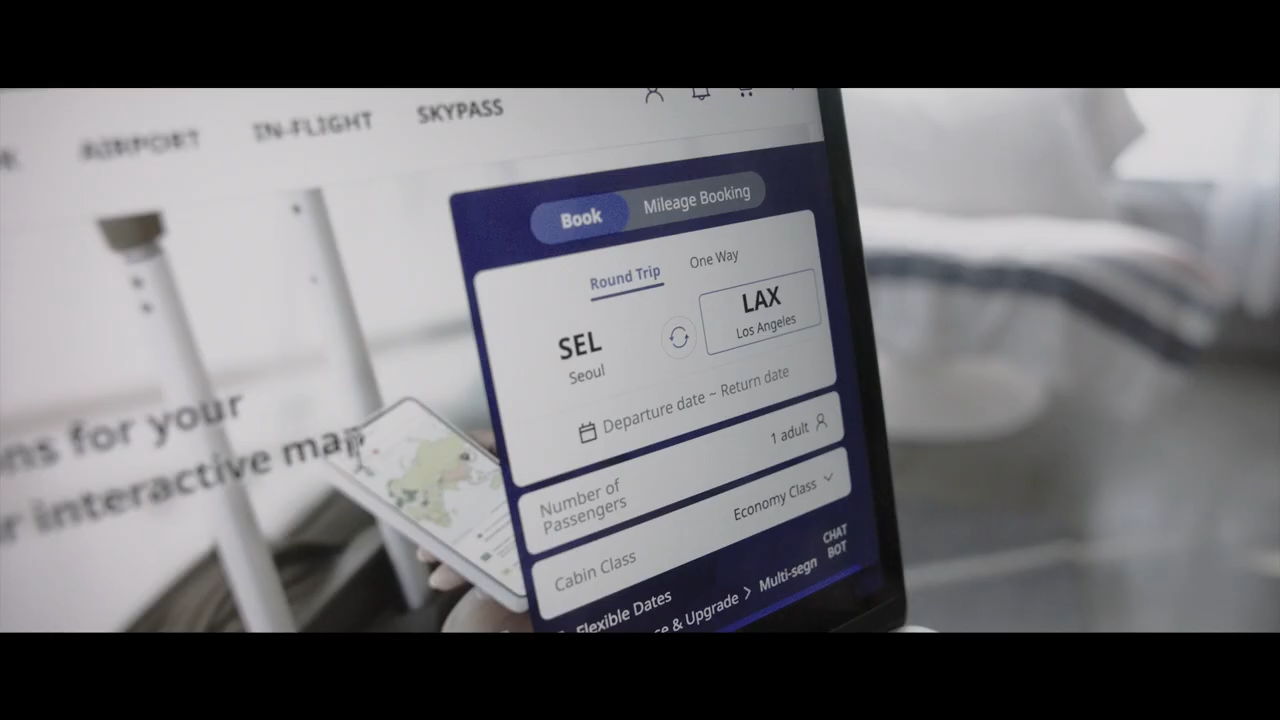 AIRPORT
IN-FLIGHT
SKYPASS
Book
Mileage Booking
Round Trip
One Way
SEL
Seoul
LAX
Los Angeles
Departure date ~ Return date
Number of
Passengers
1 adult
Cabin Class
Economy Class
CHAT
BOT
Flexible Dates
& Upgrade
Multi-segn
ns for your
interactive map